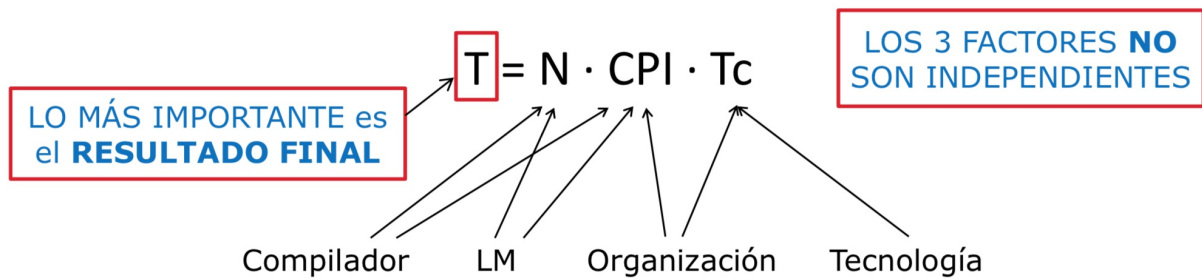 T = N · CPI · Tc
LOS 3 FACTORES NO
SON INDEPENDIENTES
LO MÁS IMPORTANTE es
el RESULTADO FINAL
Compilador LM Organización Tecnología